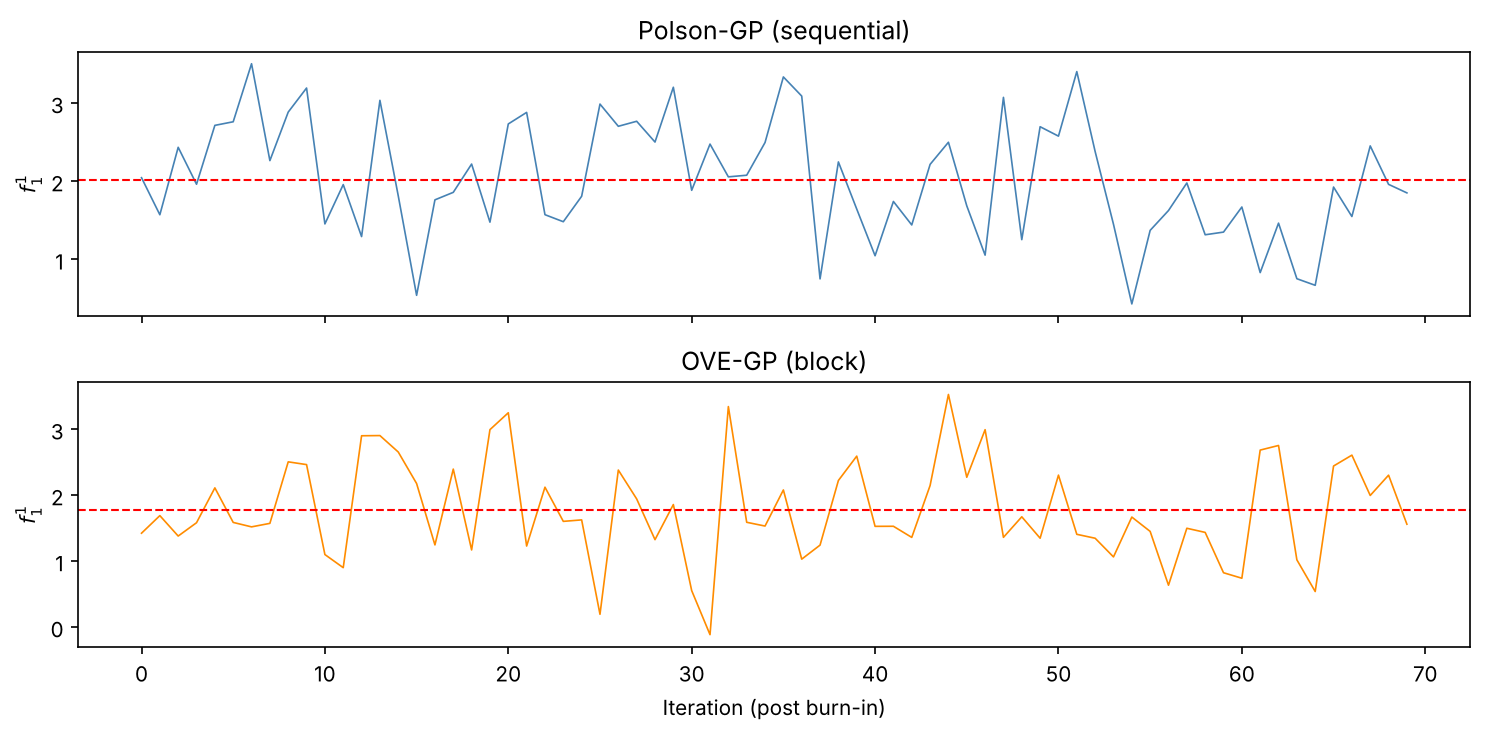 Polson-GP (sequential)
3
2
1
f₁¹
OVE-GP (block)
3
2
1
0
f₁¹
0 10 20 30 40 50 60 70
Iteration (post burn-in)